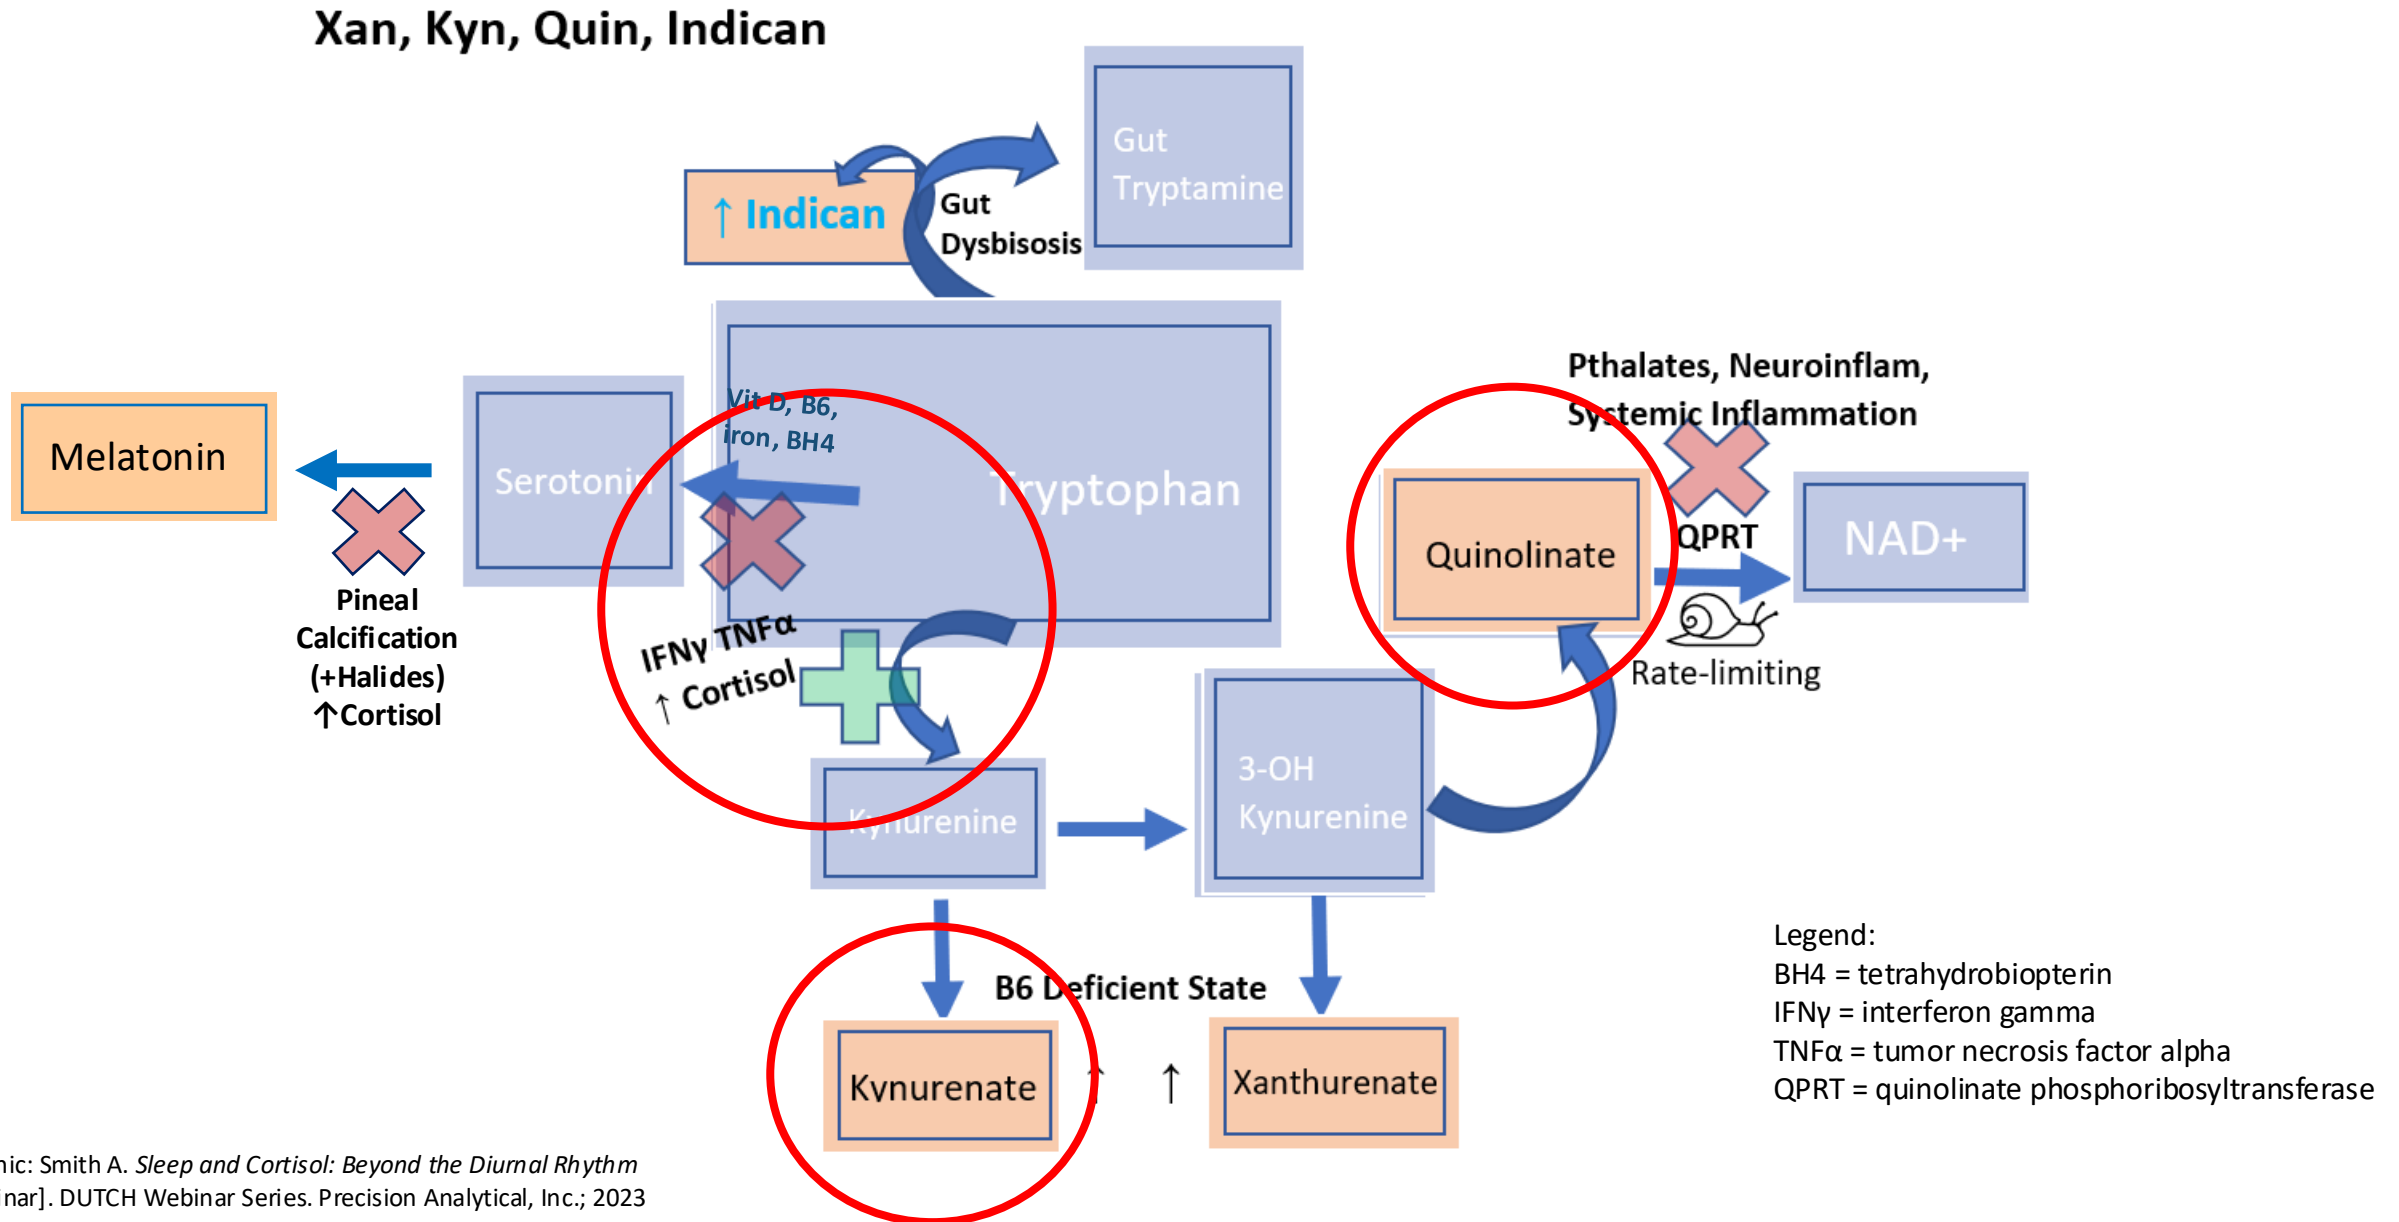 Xan, Kyn, Quin, Indican
Gut
Tryptamine
↑ Indican
Gut
Dysbisosis
Vit D, B6,
iron, BH4
Melatonin
Serotonin
Tryptophan
Pthalates, Neuroinflam,
Systemic Inflammation
Quinolinate
QPRT
NAD+
Rate-limiting
Pineal
Calcification
(+Halides)
↑Cortisol
IFNγ TNFα
↑ Cortisol
Kynurenine
3-OH
Kynurenine
B6 Deficient State
Kynurenate
↑ ↑
Xanthurenate
Legend:
BH4 = tetrahydrobiopterin
IFNγ = interferon gamma
TNFα = tumor necrosis factor alpha
QPRT = quinolinate phosphoribosyltransferase
hic: Smith A. Sleep and Cortisol: Beyond the Diurnal Rhythm
inar]. DUTCH Webinar Series. Precision Analytical, Inc.; 2023